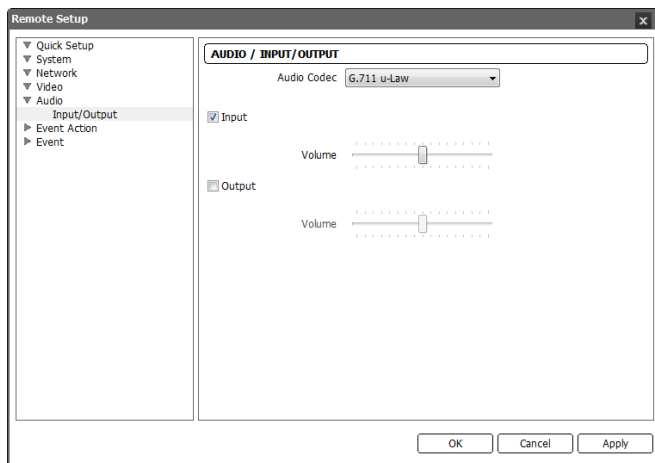 Remote Setup
x
Quick Setup
System
Network
Video
Audio
Input/Output
Event Action
Event
AUDIO / INPUT/OUTPUT
Audio Codec G.711 u-Law
Input
Volume
Output
Volume
OK Cancel Apply